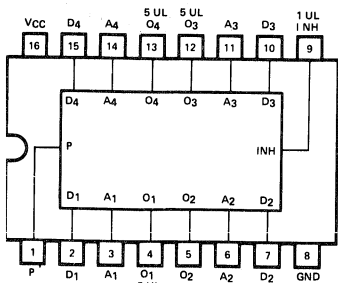 5 UL 5 UL 1 UL
VCC D4 A4 O4 O3 A3 D3 INH
16 15 14 13 12 11 10 9
D4 A4 O4 O3 A3 D3
P INH
D1 A1 O1 O2 A2 D2
1 2 3 4 5 6 7 8
P D1 A1 O1 O2 A2 D2 GND